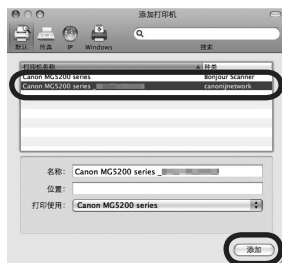 添加打印机
默认 传真 IP Windows 搜索
打印机名称 种类
Canon MG5200 series Bonjour Scanner
Canon MG5200 series _ canonijnetwork
名称: Canon MG5200 series _
位置:
打印使用: Canon MG5200 series
添加